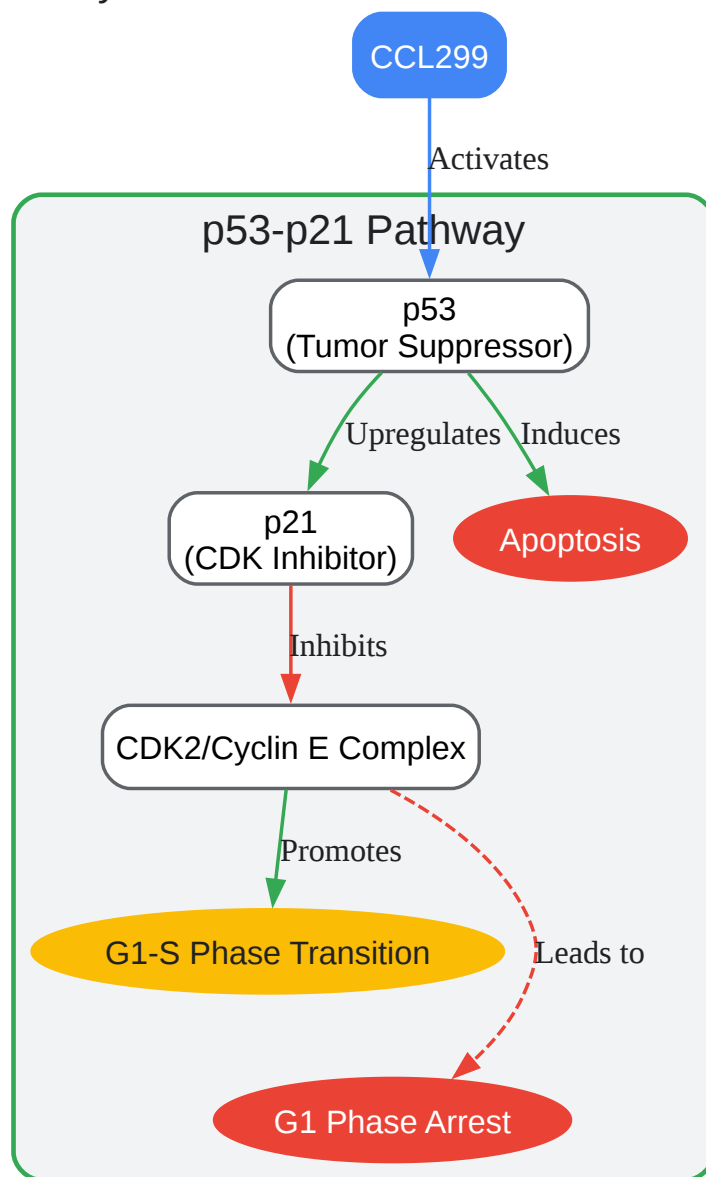 CCL299
Activates
p53-p21 Pathway
p53
(Tumor Suppressor)
Upregulates
Induces
p21
(CDK Inhibitor)
Apoptosis
Inhibits
CDK2/Cyclin E Complex
Promotes
G1-S Phase Transition
Leads to
G1 Phase Arrest